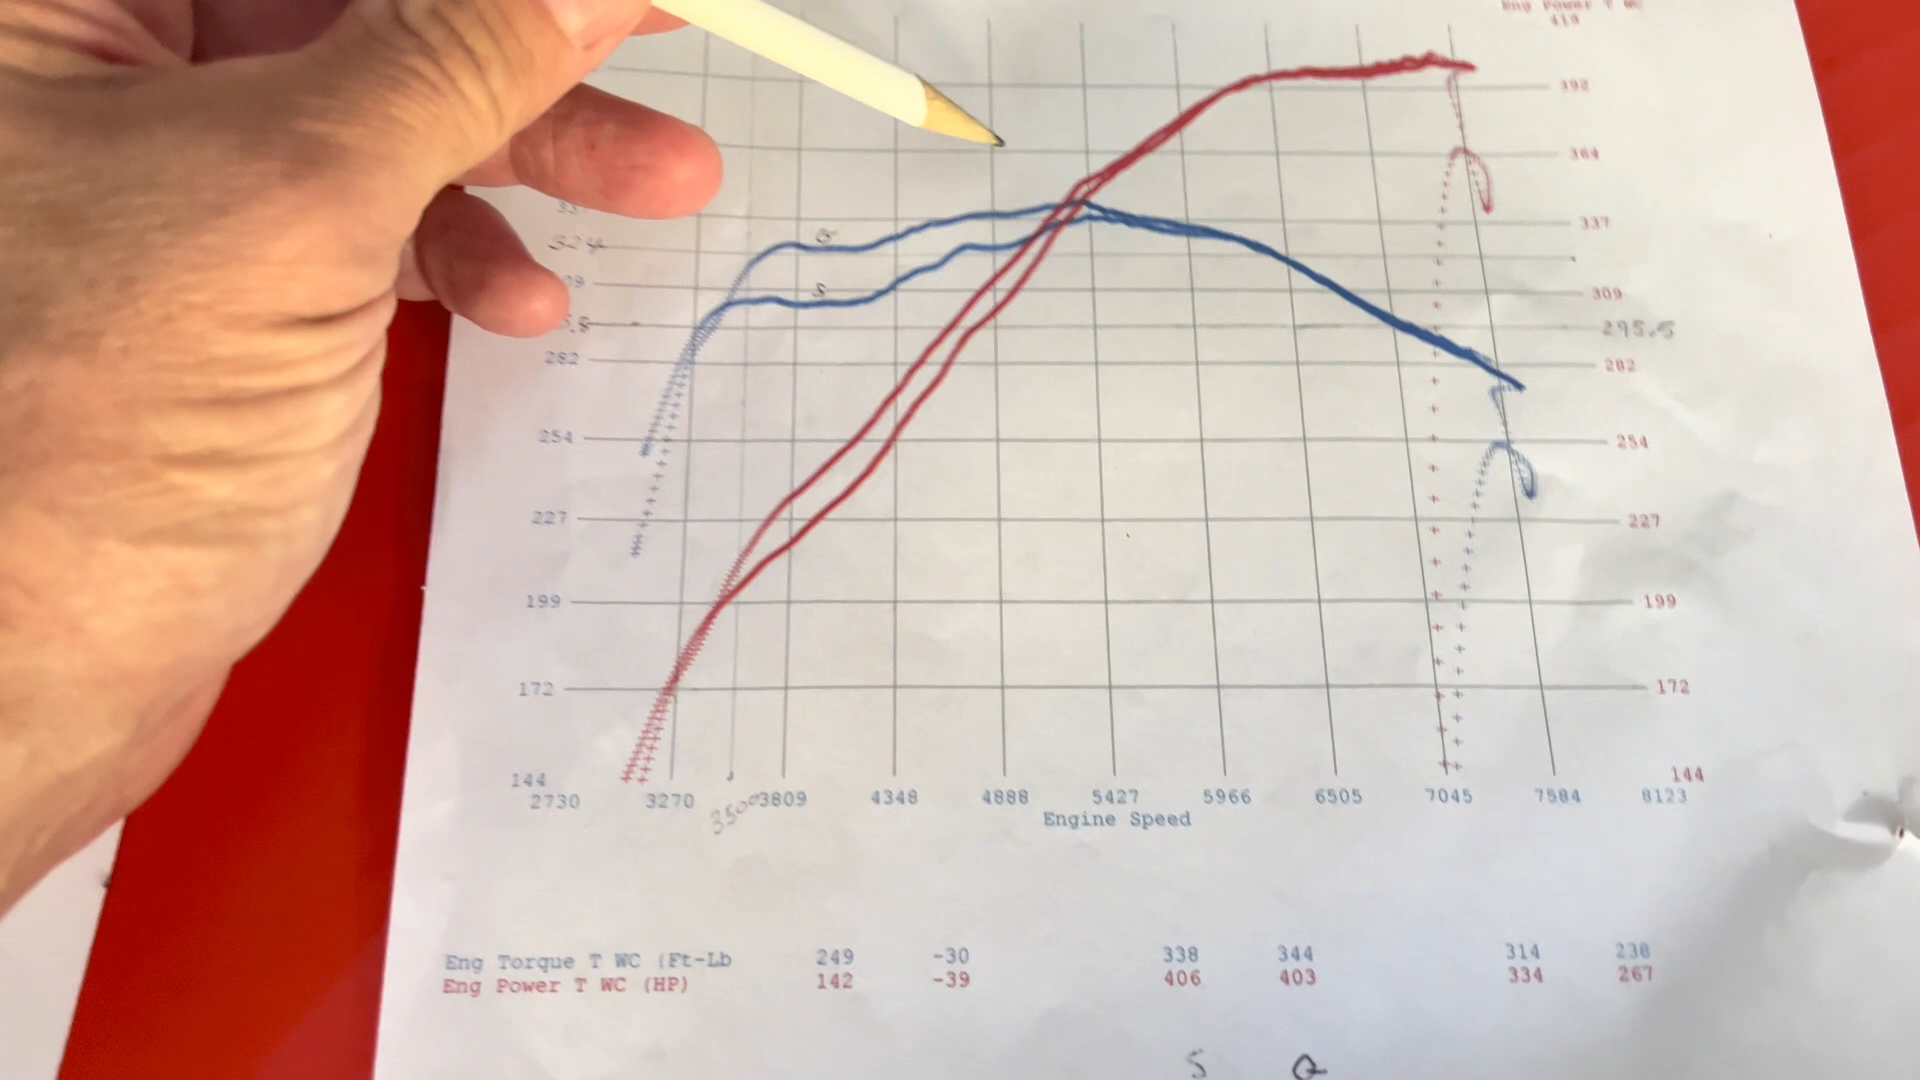 Eng Power T WC
419
392
364
337
324
309
295.5
282 282
254 254
227 227
199 199
172 172
144 144
2730 3270 3500 3809 4348 4888 5427 5966 6505 7045 7584 8123
Engine Speed
G
S
Eng Torque T WC (Ft-Lb 249 -30 338 344 314 238
Eng Power T WC (HP) 142 -39 406 403 334 267
S Q